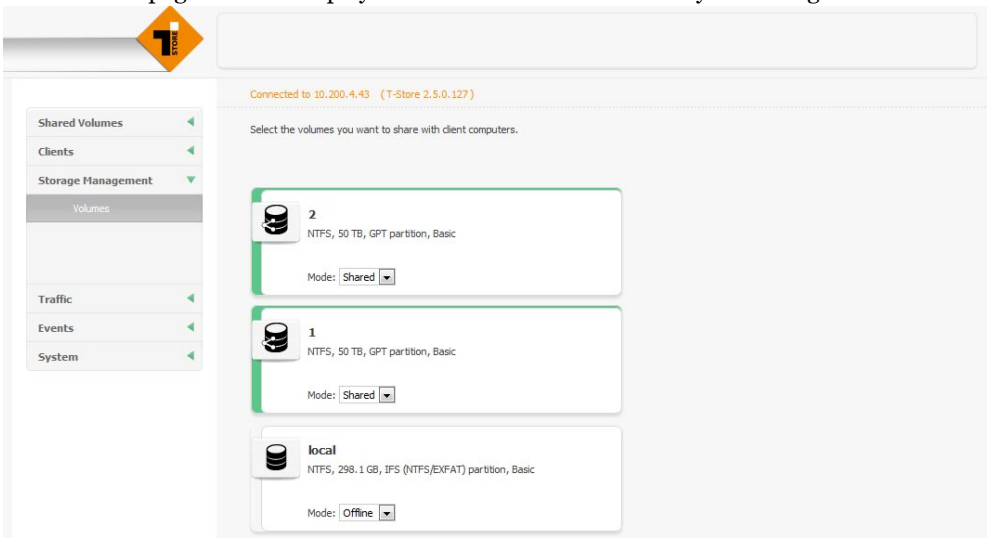 STORE
Connected to 10.200.4.43 (T-Store 2.5.0.127)
Select the volumes you want to share with client computers.
Shared Volumes
Clients
Storage Management
Volumes
Traffic
Events
System
2
NTFS, 50 TB, GPT partition, Basic
Mode: Shared
1
NTFS, 50 TB, GPT partition, Basic
Mode: Shared
local
NTFS, 298.1 GB, IFS (NTFS/EXFAT) partition, Basic
Mode: Offline